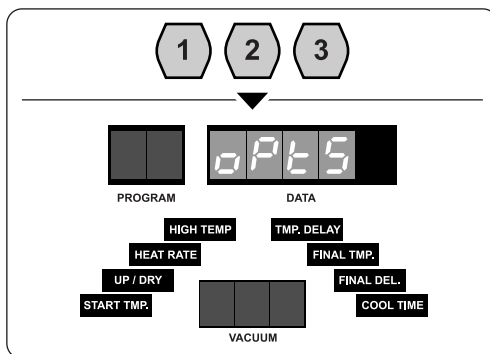 1 2 3
oPtS
PROGRAM DATA
HIGH TEMP TMP. DELAY
HEAT RATE FINAL TMP.
UP / DRY FINAL DEL.
START TMP. COOL TIME
VACUUM